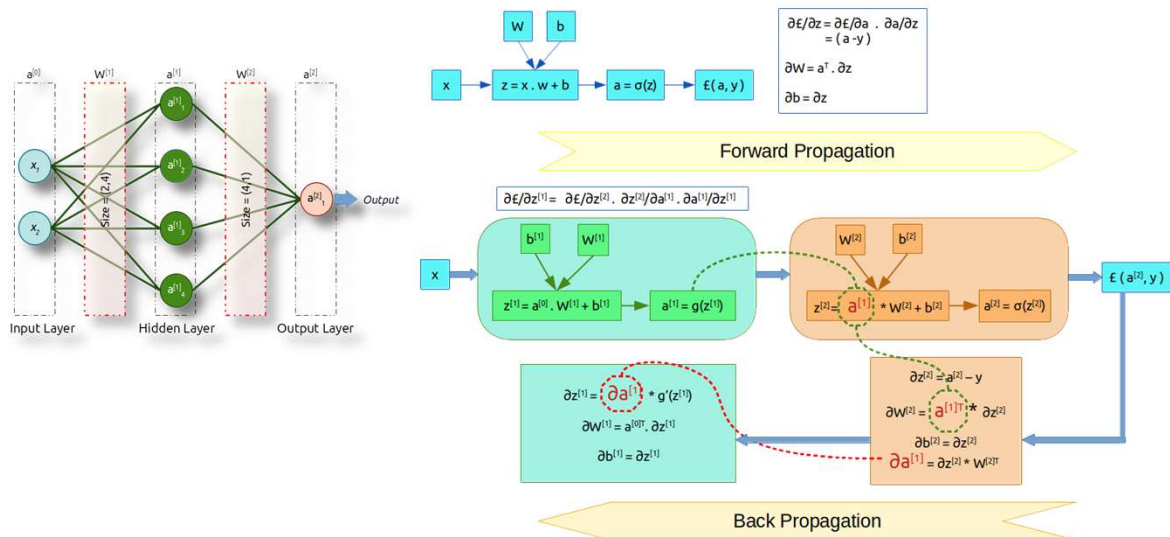 a[0] W[1] a[1] W[2] a[2]
x1
x2
Size = (2,4)
a[1]1
a[1]2
a[1]3
a[1]4
Size = (4,1)
a[2]1
Output
Input Layer
Hidden Layer
Output Layer
W
b
x
z = x . w + b
a = σ(z)
£ ( a, y )
∂£/∂z = ∂£/∂a . ∂a/∂z
= ( a -y )
∂W = aᵀ . ∂z
∂b = ∂z
Forward Propagation
∂£/∂z[1] = ∂£/∂z[2] . ∂z[2]/∂a[1] . ∂a[1]/∂z[1]
x
b[1]
W[1]
z[1] = a[0] . W[1] + b[1]
a[1] = g(z[1])
W[2]
b[2]
z[2] = a[1] * W[2] + b[2]
a[2] = σ(z[2])
£ ( a[2], y )
∂z[1] = ∂a[1] * g'(z[1])
∂W[1] = a[0]T . ∂z[1]
∂b[1] = ∂z[1]
∂z[2] = a[2] – y
∂W[2] = a[1]T * ∂z[2]
∂b[2] = ∂z[2]
∂a[1] = ∂z[2] * W[2]T
Back Propagation